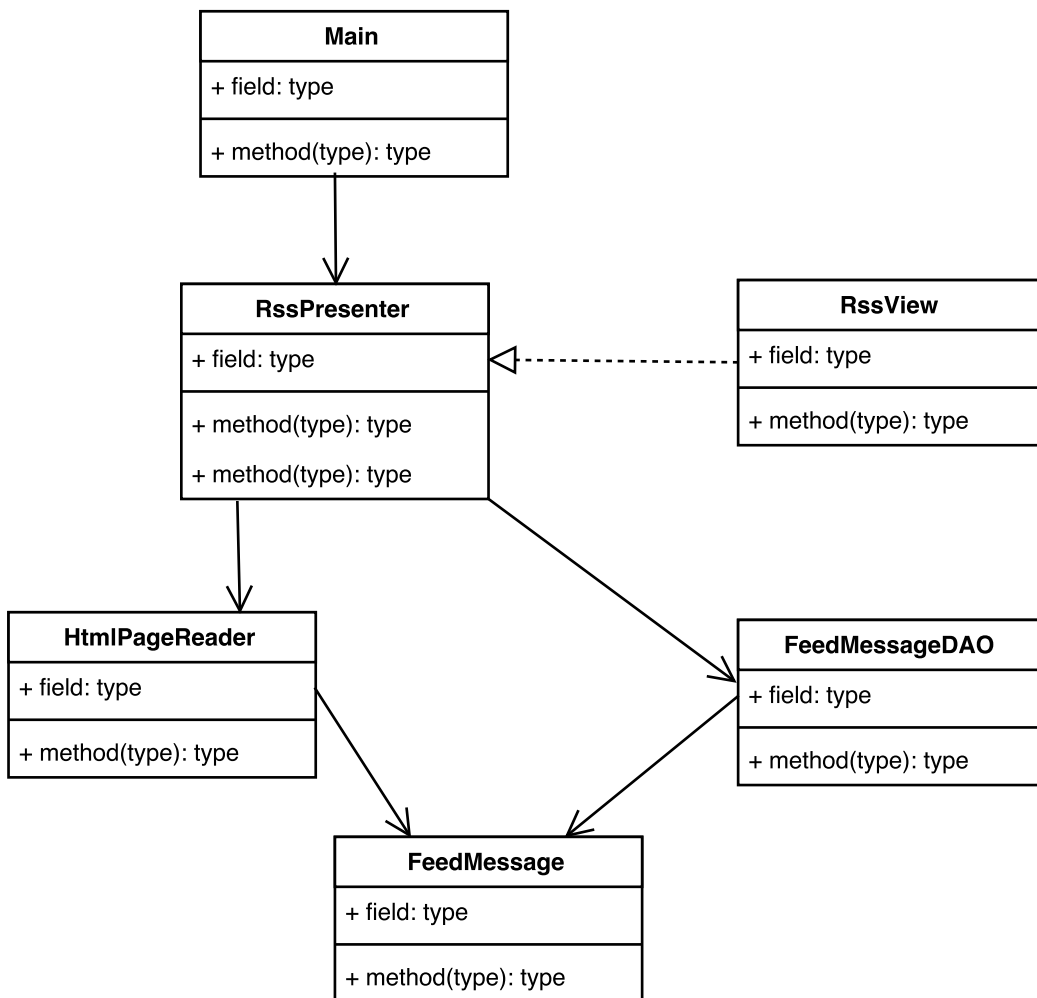 Main
+ field: type
+ method(type): type
RssPresenter
+ field: type
+ method(type): type
+ method(type): type
RssView
+ field: type
+ method(type): type
HtmlPageReader
+ field: type
+ method(type): type
FeedMessageDAO
+ field: type
+ method(type): type
FeedMessage
+ field: type
+ method(type): type